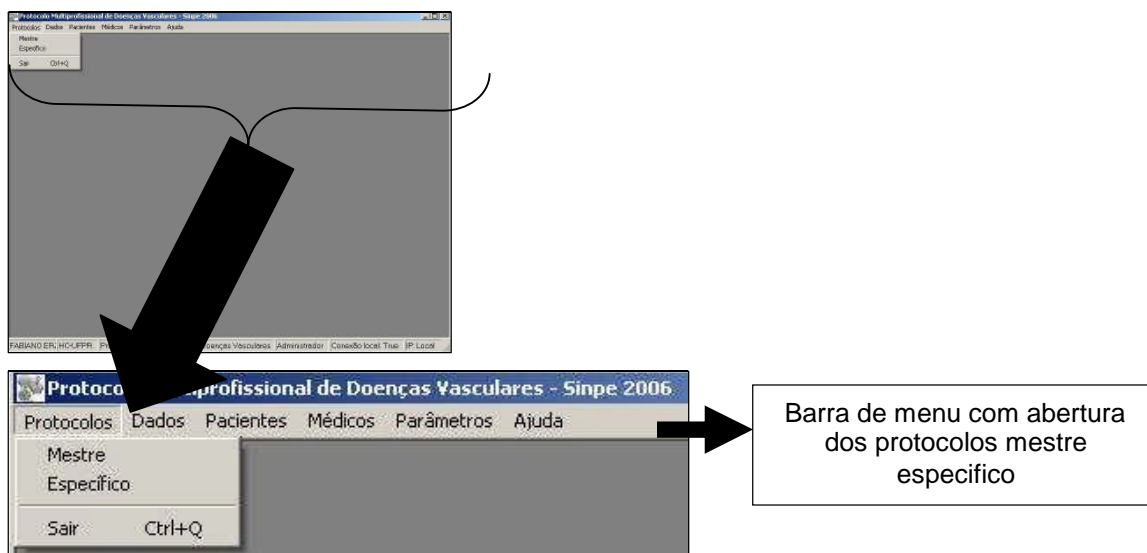 Protocolo Multiprofissional de Doenças Vasculares - Sinpe 2006
Protocolos Dados Pacientes Médicos Parâmetros Ajuda
Mestre
Específico
Sair Ctrl+Q
FABIANO ER. HC-UFPR Doenças Vasculares Administrador Conexão local: True IP: Local
Protoco profissional de Doenças Vasculares - Sinpe 2006
Protocolos Dados Pacientes Médicos Parâmetros Ajuda
Mestre
Específico
Sair Ctrl+Q
Barra de menu com abertura
dos protocolos mestre
especifico